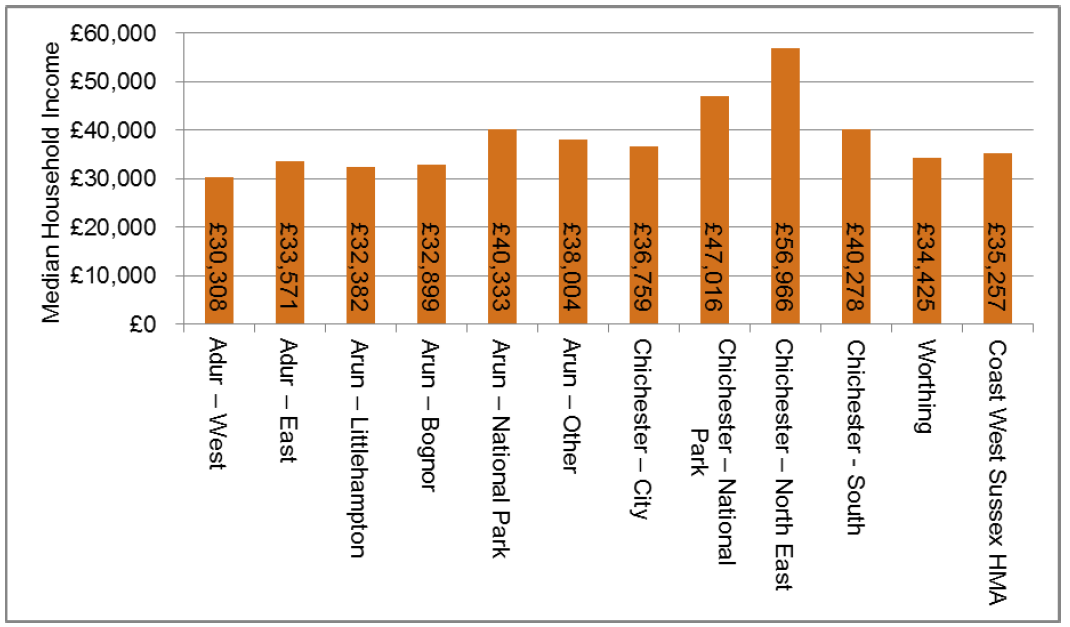 Median Household Income
£60,000
£50,000
£40,000
£30,000
£20,000
£10,000
£0
£30,308
£33,571
£32,382
£32,899
£40,333
£38,004
£36,759
£47,016
£56,966
£40,278
£34,425
£35,257
Adur – West
Adur – East
Arun – Littlehampton
Arun – Bognor
Arun – National Park
Arun – Other
Chichester – City
Chichester – National
Park
Chichester – North East
Chichester - South
Worthing
Coast West Sussex HMA